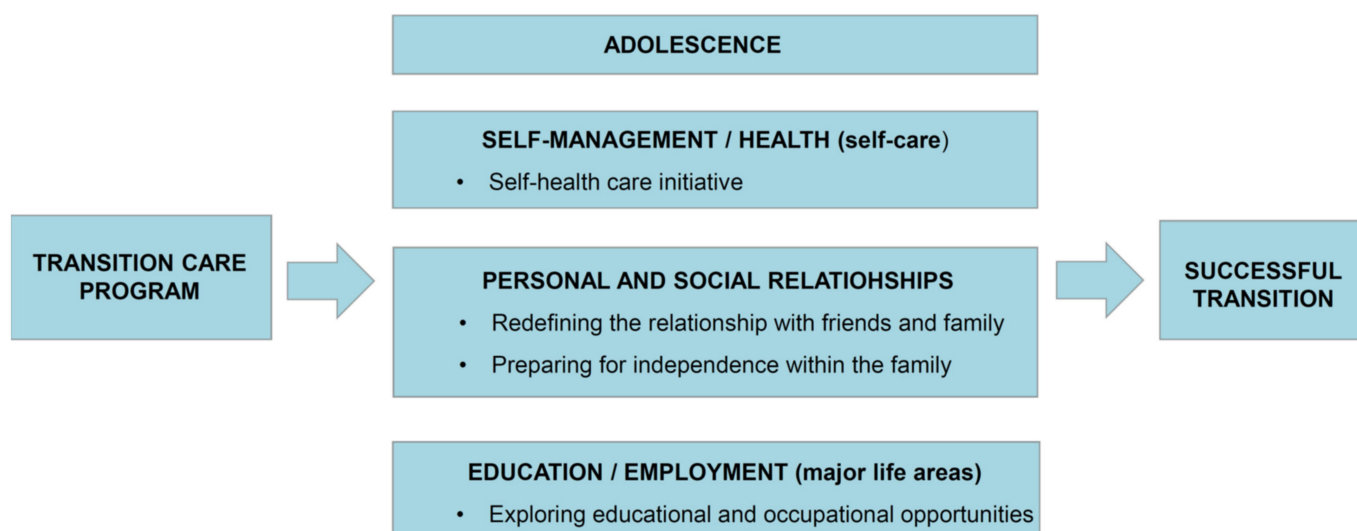 ADOLESCENCE
SELF-MANAGEMENT / HEALTH (self-care)
• Self-health care initiative
TRANSITION CARE
PROGRAM
PERSONAL AND SOCIAL RELATIOHSHIPS
• Redefining the relationship with friends and family
• Preparing for independence within the family
SUCCESSFUL
TRANSITION
EDUCATION / EMPLOYMENT (major life areas)
• Exploring educational and occupational opportunities